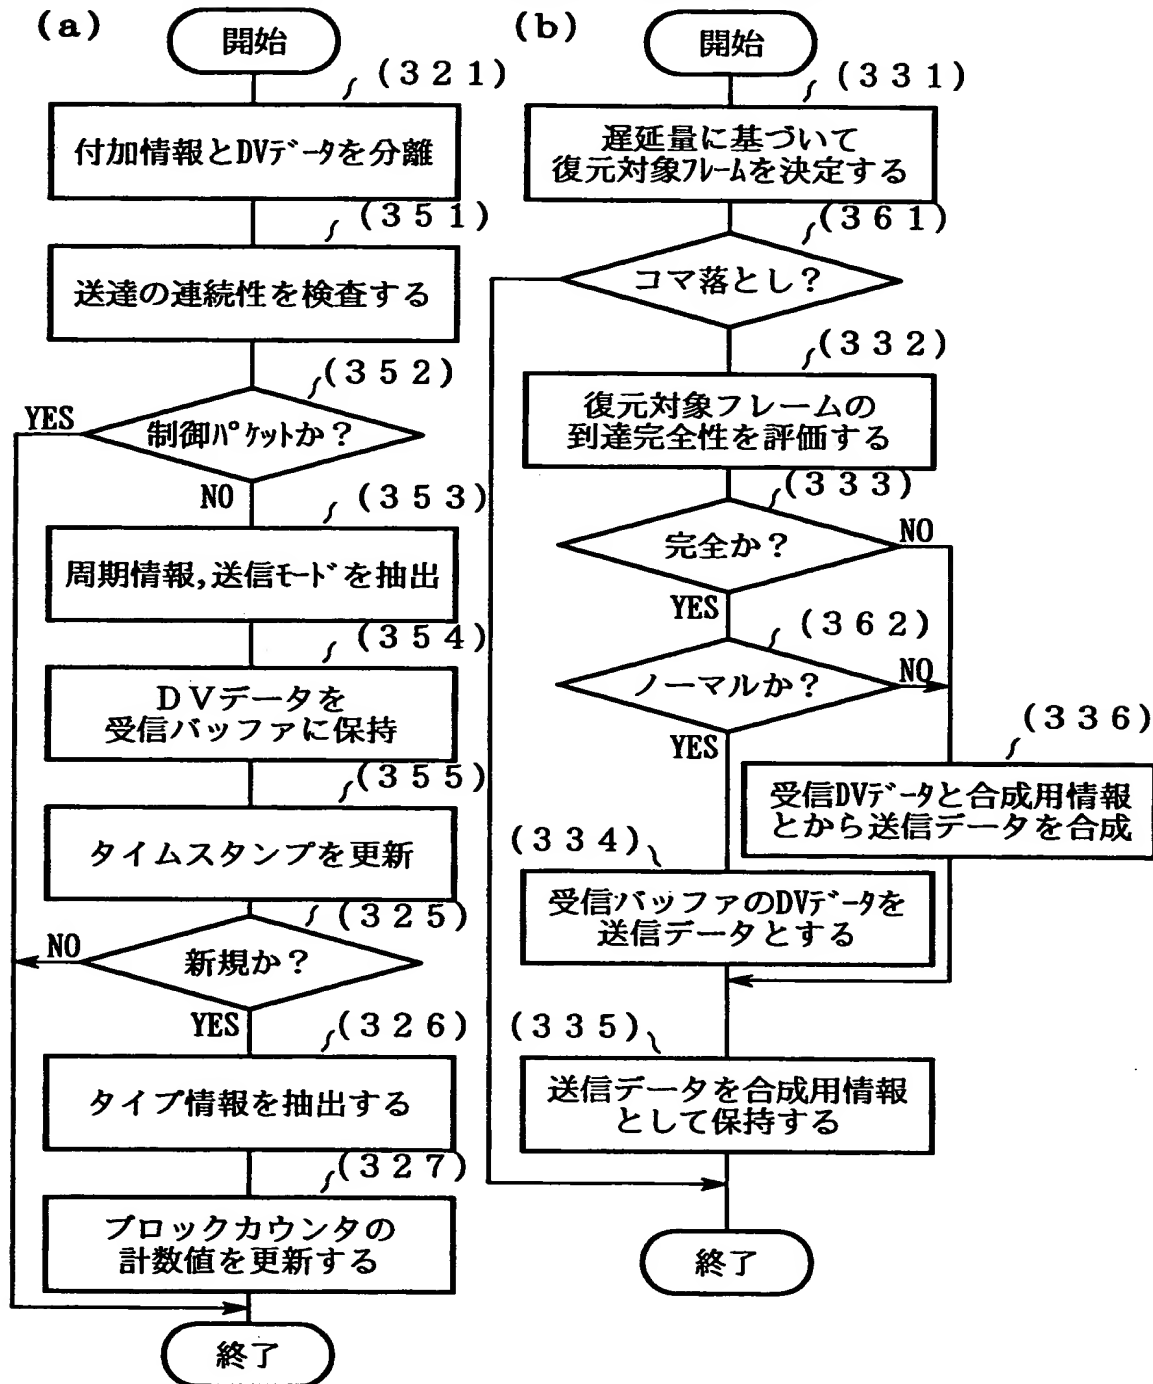 (a)
開始
(321)
付加情報とDVデータを分離
(351)
送達の連続性を検査する
(352)
YES
制御パケットか?
NO
(353)
周期情報,送信モードを抽出
(354)
DVデータを
受信バッファに保持
(355)
タイムスタンプを更新
(325)
NO
新規か?
YES
(326)
タイプ情報を抽出する
(327)
ブロックカウンタの
計数値を更新する
終了
(b)
開始
(331)
遅延量に基づいて
復元対象フレームを決定する
(361)
コマ落とし?
(332)
復元対象フレームの
到達完全性を評価する
(333)
完全か?
NO
YES
(362)
ノーマルか?
NO
YES
(336)
受信DVデータと合成用情報
とから送信データを合成
(334)
受信バッファのDVデータを
送信データとする
(335)
送信データを合成用情報
として保持する
終了